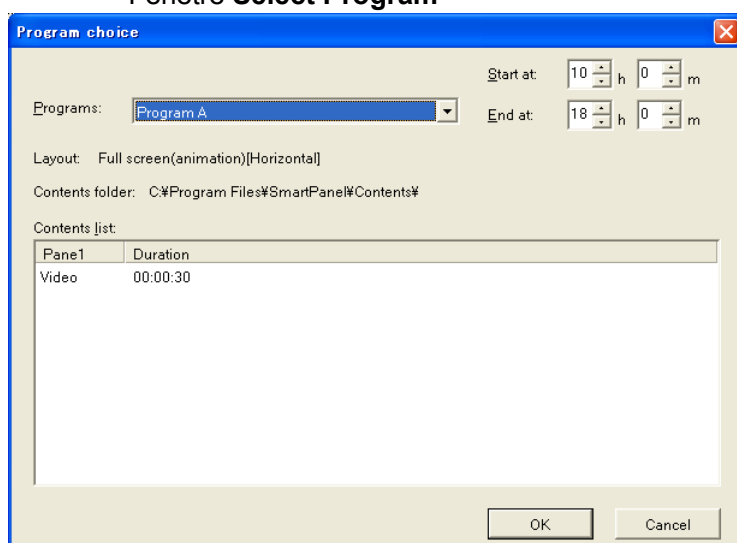 Fenêtre Select Program
Program choice
Start at: 10 h 0 m
Programs: Program A
End at: 18 h 0 m
Layout: Full screen(animation)[Horizontal]
Contents folder: C:¥Program Files¥SmartPanel¥Contents¥
Contents list:
Pane1 Duration
Video 00:00:30
OK Cancel